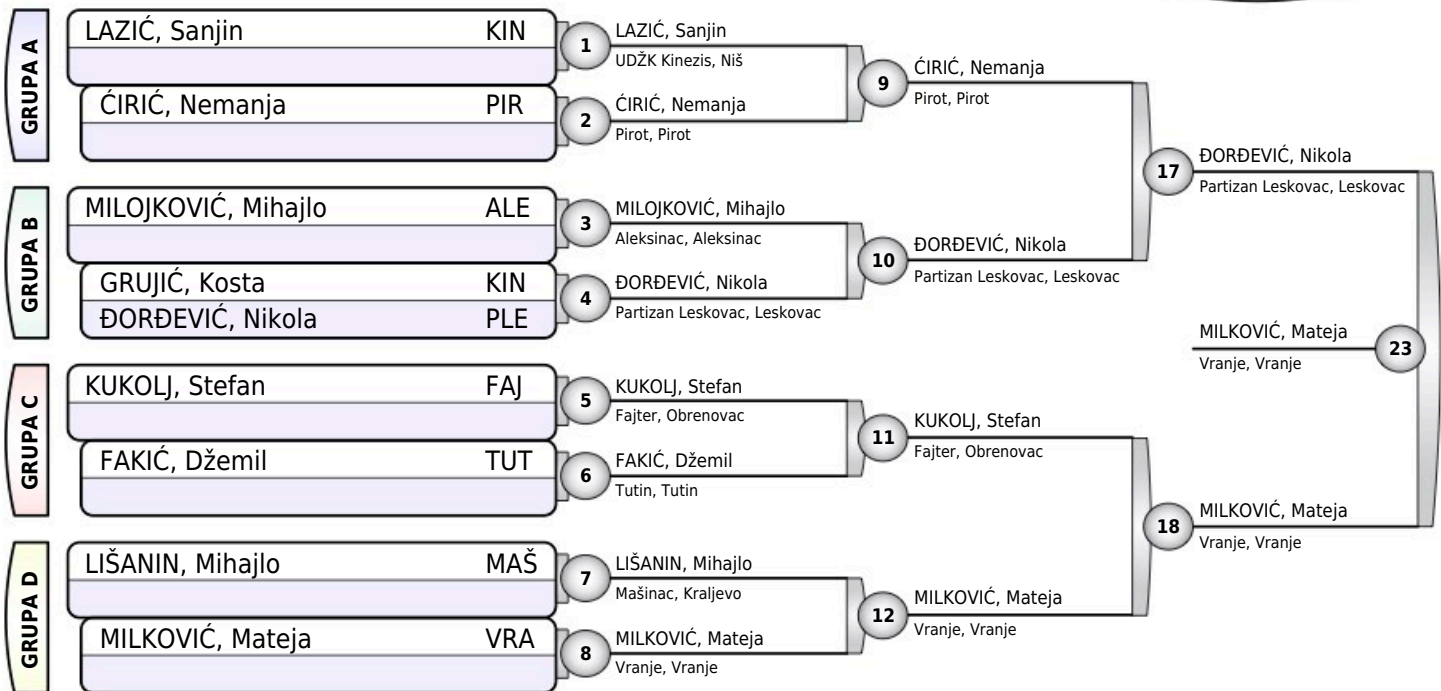 GRUPA A
LAZIĆ, Sanjin KIN
ĆIRIĆ, Nemanja PIR
1
LAZIĆ, Sanjin
UDŽK Kinezis, Niš
2
ĆIRIĆ, Nemanja
Pirot, Pirot
9
ĆIRIĆ, Nemanja
Pirot, Pirot
GRUPA B
MILOJKOVIĆ, Mihajlo ALE
GRUJIĆ, Kosta KIN
ĐORĐEVIĆ, Nikola PLE
3
MILOJKOVIĆ, Mihajlo
Aleksinac, Aleksinac
4
ĐORĐEVIĆ, Nikola
Partizan Leskovac, Leskovac
10
ĐORĐEVIĆ, Nikola
Partizan Leskovac, Leskovac
17
ĐORĐEVIĆ, Nikola
Partizan Leskovac, Leskovac
GRUPA C
KUKOLJ, Stefan FAJ
FAKIĆ, Džemil TUT
5
KUKOLJ, Stefan
Fajter, Obrenovac
6
FAKIĆ, Džemil
Tutin, Tutin
11
KUKOLJ, Stefan
Fajter, Obrenovac
GRUPA D
LIŠANIN, Mihajlo MAŠ
MILKOVIĆ, Mateja VRA
7
LIŠANIN, Mihajlo
Mašinac, Kraljevo
8
MILKOVIĆ, Mateja
Vranje, Vranje
12
MILKOVIĆ, Mateja
Vranje, Vranje
18
MILKOVIĆ, Mateja
Vranje, Vranje
MILKOVIĆ, Mateja
Vranje, Vranje
23